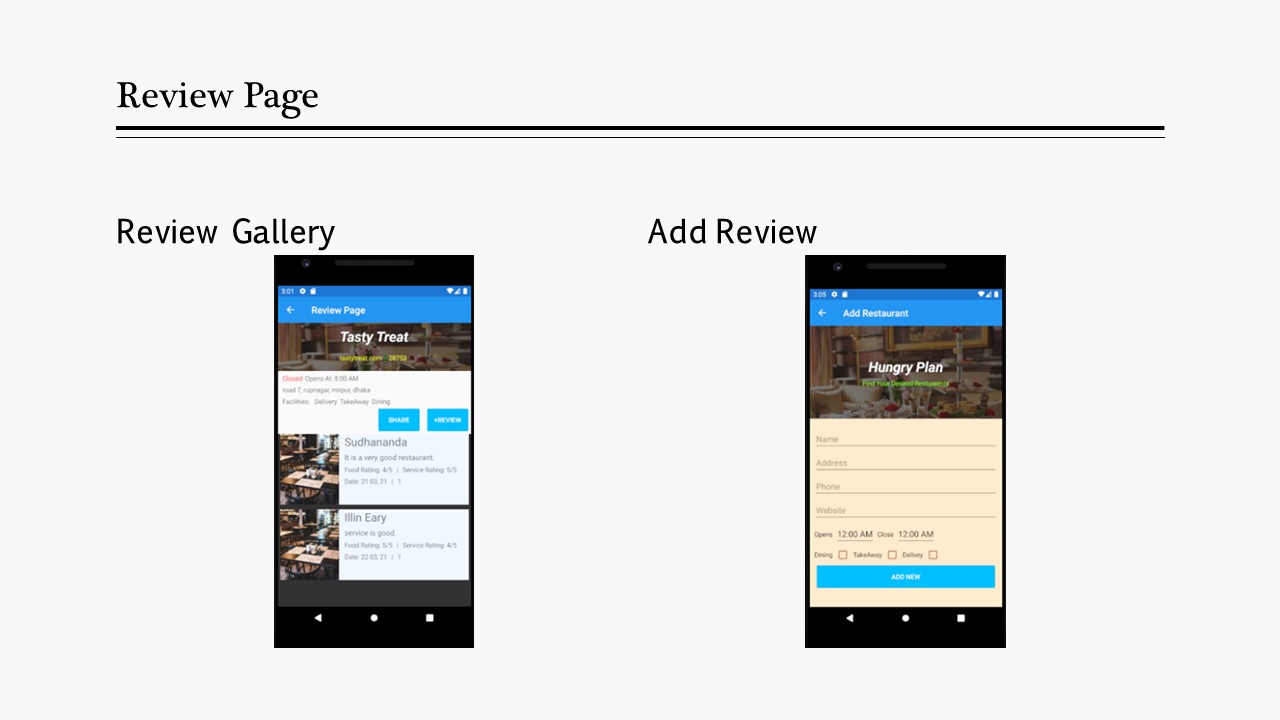 Review Page
Review Gallery
3:01
Review Page
Tasty Treat
tastytreat.com 28753
Closed Opens At: 8:00 AM
road 7, rupnagar, mirpur, dhaka
Facilities: Delivery TakeAway Dining
SHARE +REVIEW
Sudhananda
It is a very good restaurant.
Food Rating: 4/5 | Service Rating: 5/5
Date: 21 03, 21 | 1
Illin Eary
service is good.
Food Rating: 5/5 | Service Rating: 4/5
Date: 22 03, 21 | 1
Add Review
3:05
Add Restaurant
Hungry Plan
Find Your Desired Restaurants
Name
Address
Phone
Website
Opens 12:00 AM Close 12:00 AM
Dining TakeAway Delivey
ADD NEW